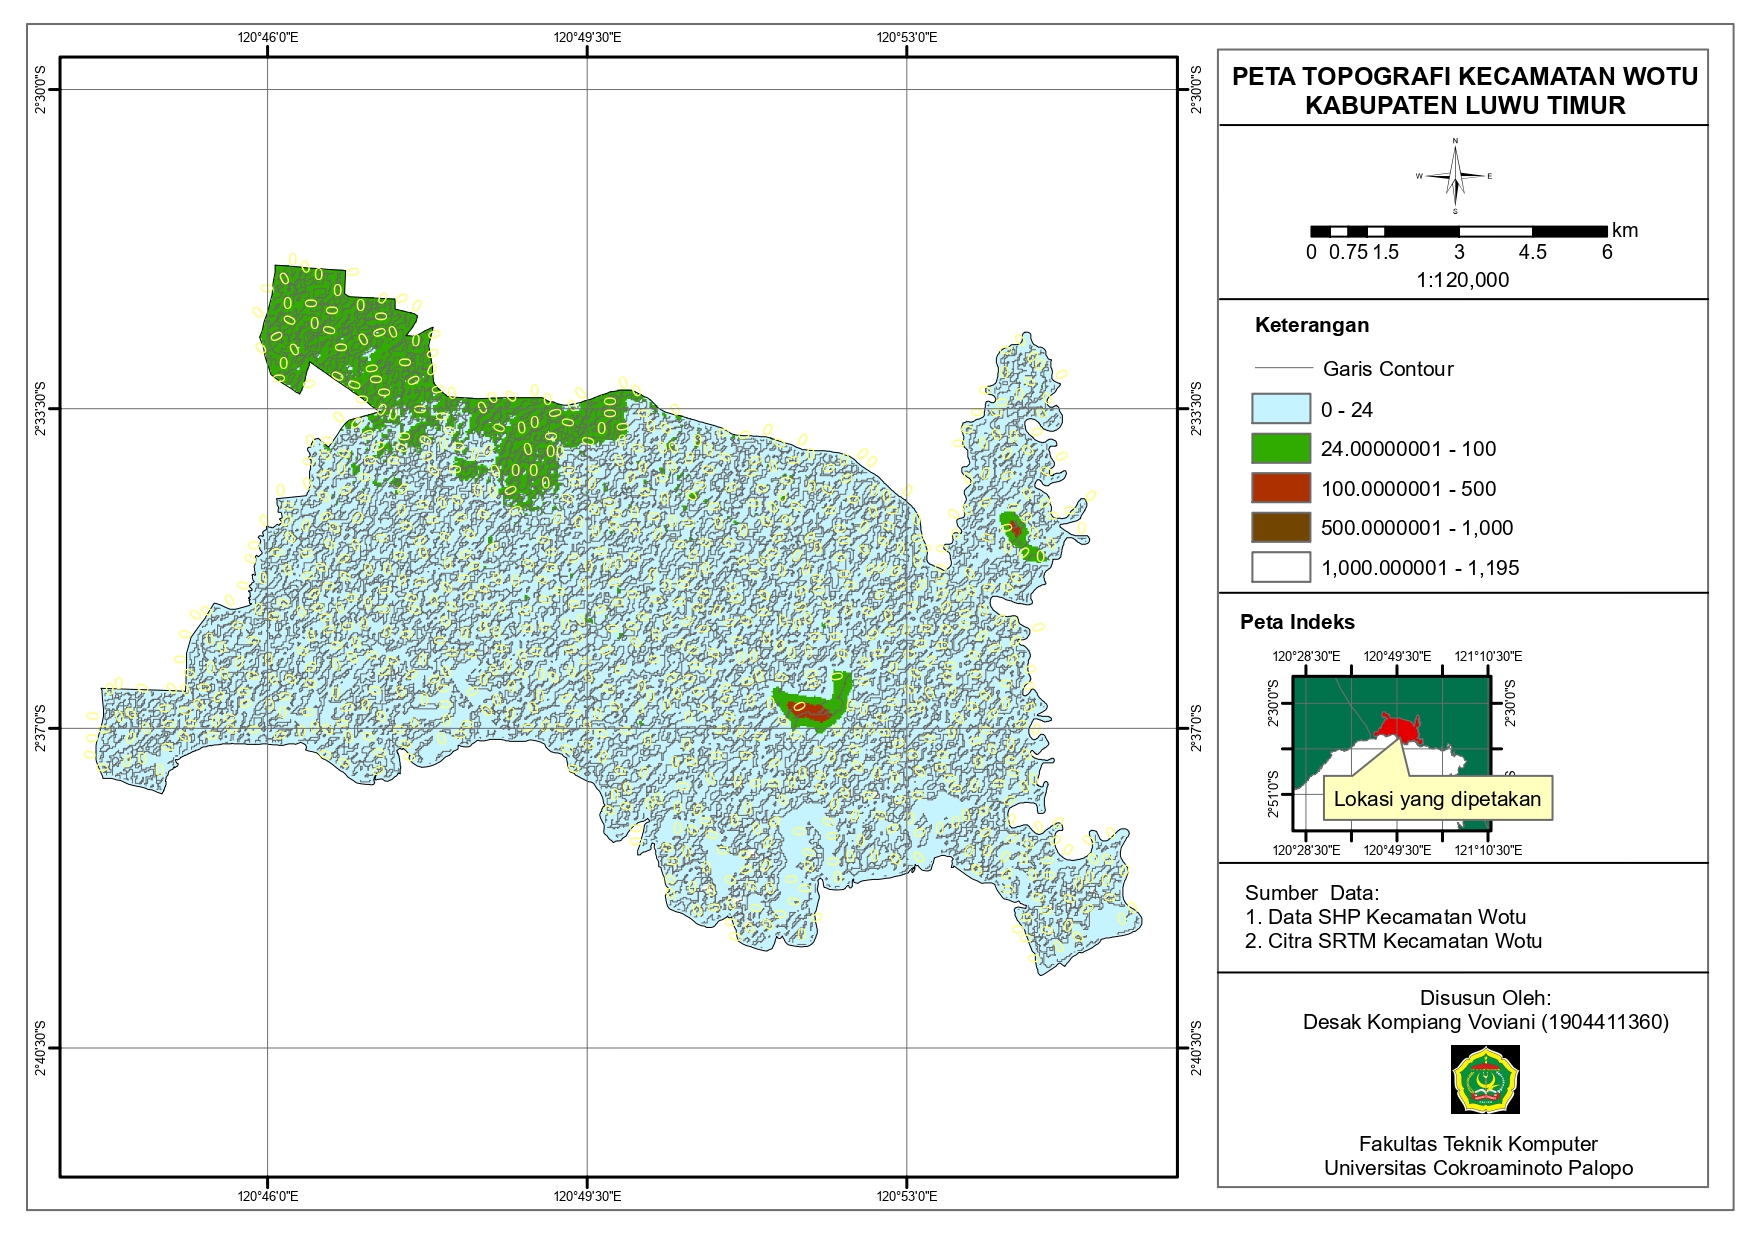 120°46'0"E 120°49'30"E 120°53'0"E
2°30'0"S 2°30'0"S
2°33'30"S 2°33'30"S
2°37'0"S 2°37'0"S
2°40'30"S 2°40'30"S
120°46'0"E 120°49'30"E 120°53'0"E
PETA TOPOGRAFI KECAMATAN WOTU
KABUPATEN LUWU TIMUR
N
W E
S
km
0 0.75 1.5 3 4.5 6
1:120,000
Keterangan
Garis Contour
0 - 24
24.00000001 - 100
100.0000001 - 500
500.0000001 - 1,000
1,000.000001 - 1,195
Peta Indeks
120°28'30"E 120°49'30"E 121°10'30"E
2°30'0"S 2°30'0"S
2°51'0"S
Lokasi yang dipetakan
120°28'30"E 120°49'30"E 121°10'30"E
Sumber Data:
1. Data SHP Kecamatan Wotu
2. Citra SRTM Kecamatan Wotu
Disusun Oleh:
Desak Kompiang Voviani (1904411360)
Fakultas Teknik Komputer
Universitas Cokroaminoto Palopo